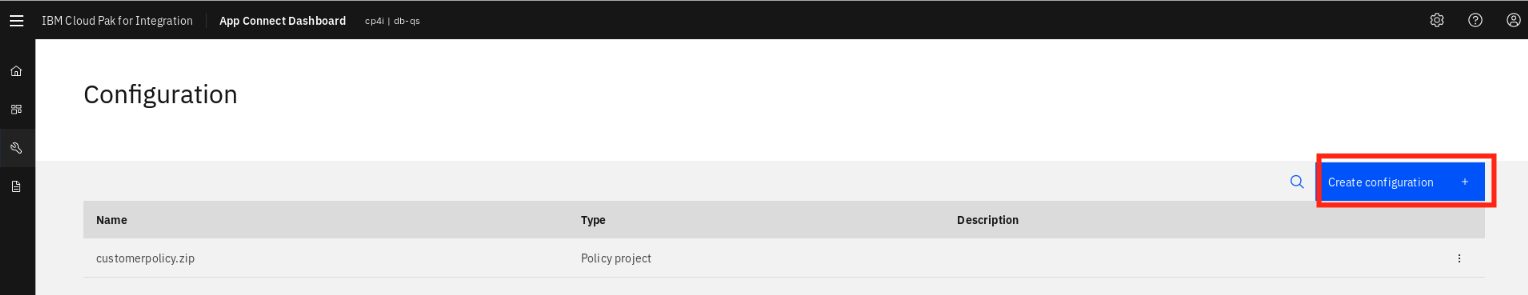 IBM Cloud Pak for Integration App Connect Dashboard cp4i | db-qs
Configuration
Create configuration +
Name Type Description
customerpolicy.zip Policy project